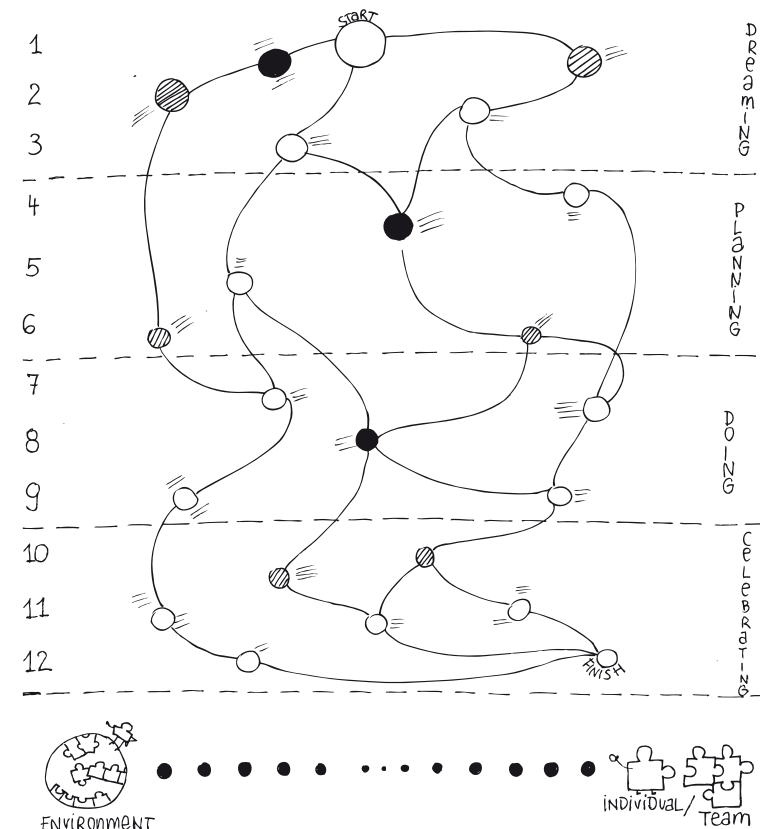 START
1
2
3
4
5
6
7
8
9
10
11
12
DReamING
PLaNNING
DOING
CeLEBRaTING
FINISH
ENVIRONMENT
INDIVIDUAL/
Team